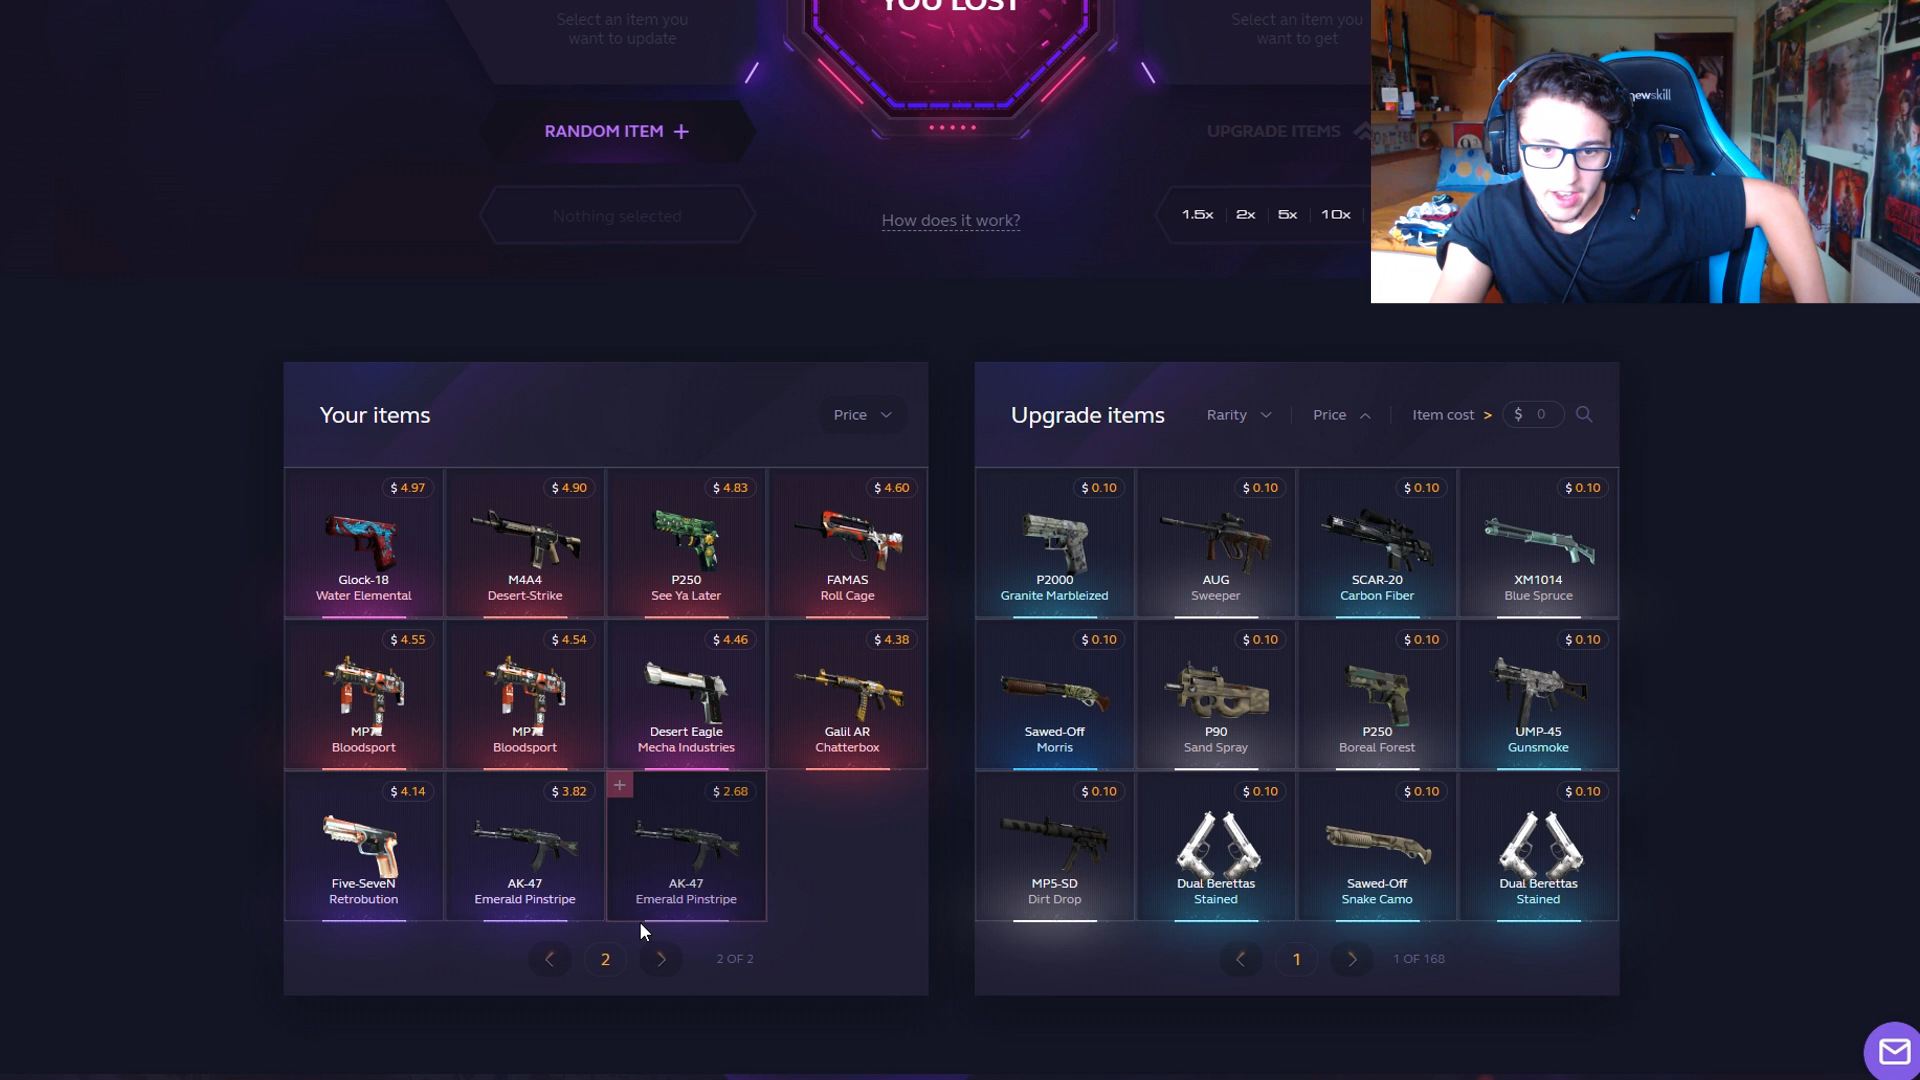 YOU LOST
Select an item you
want to update
Select an item you
want to get
RANDOM ITEM +
UPGRADE ITEMS
Nothing selected
How does it work?
1.5x 2x 5x 10x
newskill
Your items
Price
Upgrade items
Rarity
Price
Item cost >
$ 0
$ 4.97
Glock-18
Water Elemental
$ 4.90
M4A4
Desert-Strike
$ 4.83
P250
See Ya Later
$ 4.60
FAMAS
Roll Cage
$ 4.55
MP7
Bloodsport
$ 4.54
MP7
Bloodsport
$ 4.46
Desert Eagle
Mecha Industries
$ 4.38
Galil AR
Chatterbox
$ 4.14
Five-SeveN
Retrobution
$ 3.82
AK-47
Emerald Pinstripe
+
$ 2.68
AK-47
Emerald Pinstripe
2
2 OF 2
$ 0.10
P2000
Granite Marbleized
$ 0.10
AUG
Sweeper
$ 0.10
SCAR-20
Carbon Fiber
$ 0.10
XM1014
Blue Spruce
$ 0.10
Sawed-Off
Morris
$ 0.10
P90
Sand Spray
$ 0.10
P250
Boreal Forest
$ 0.10
UMP-45
Gunsmoke
$ 0.10
MP5-SD
Dirt Drop
$ 0.10
Dual Berettas
Stained
$ 0.10
Sawed-Off
Snake Camo
$ 0.10
Dual Berettas
Stained
1
1 OF 168